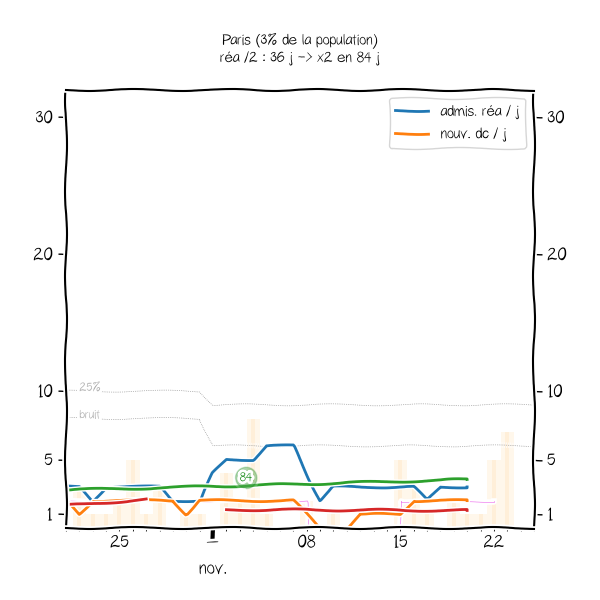 Paris (3% de la population)
réa /2 : 36 j -> x2 en 84 j
admis. réa / j
nouv. dc / j
30
30
20
20
10
10
25%
bruit
5
5
84
1
1
25
08
15
22
nov.